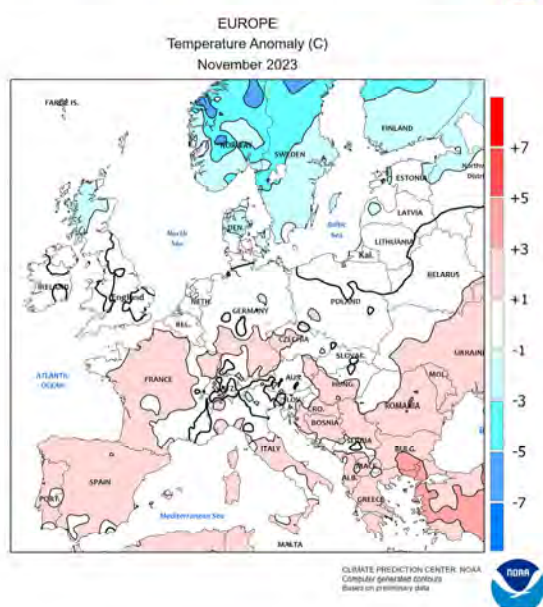 EUROPE
Temperature Anomaly (C)
November 2023
FAROE IS.
FINLAND
NORWAY
SWEDEN
ESTONIA
LATVIA
North Sea
DEN.
Baltic Sea
LITHUANIA
Kal.
BELARUS
IRELAND
England
NETH.
GERMANY
POLAND
BEL.
CZECHIA
UKRAINE
SLOVAK.
ATLANTIC OCEAN
FRANCE
AUS.
HUNG.
MOL.
SLOV.
CRO.
ROMANIA
BOSNIA
SERBIA
ITALY
BULG.
PORT.
SPAIN
MACE.
ALB.
GREECE
Mediterranean Sea
MALTA
+7
+5
+3
+1
-1
-3
-5
-7
CLIMATE PREDICTION CENTER, NOAA
Computer generated contours
Based on preliminary data
NOAA